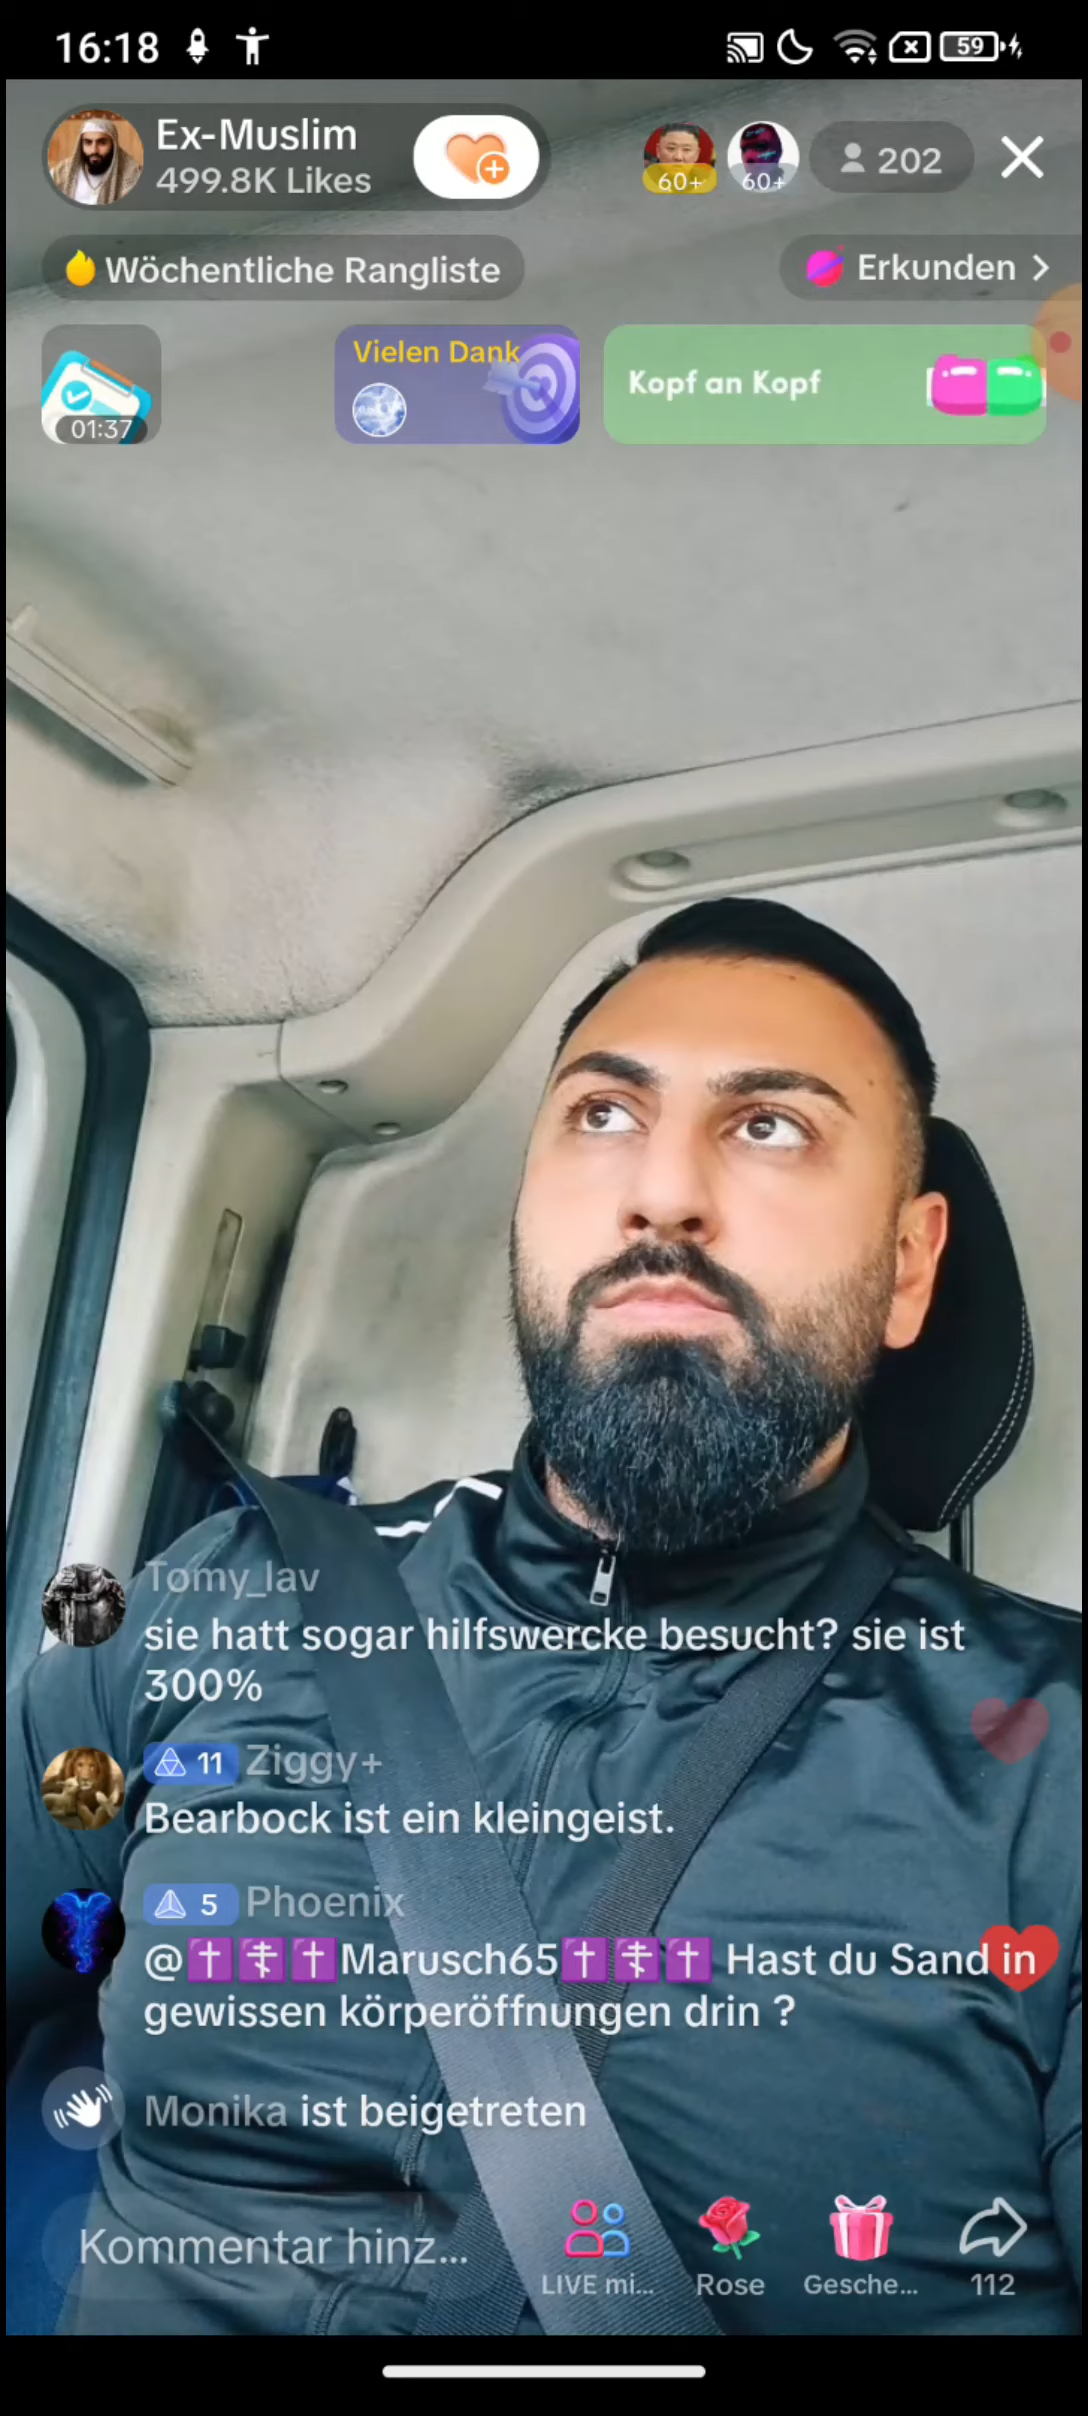 16:18
59
Ex-Muslim
499.8K Likes
60+
60+
202
Wöchentliche Rangliste
Erkunden >
01:37
Vielen Dank
Kopf an Kopf
Tomy_lav
sie hatt sogar hilfswercke besucht? sie ist
300%
11 Ziggy+
Bearbock ist ein kleingeist.
5 Phoenix
@✝️☦️✝️Marusch65✝️☦️✝️ Hast du Sand in
gewissen körperöffnungen drin ?
Monika ist beigetreten
Kommentar hinz...
LIVE mi...
Rose
Gesche...
112